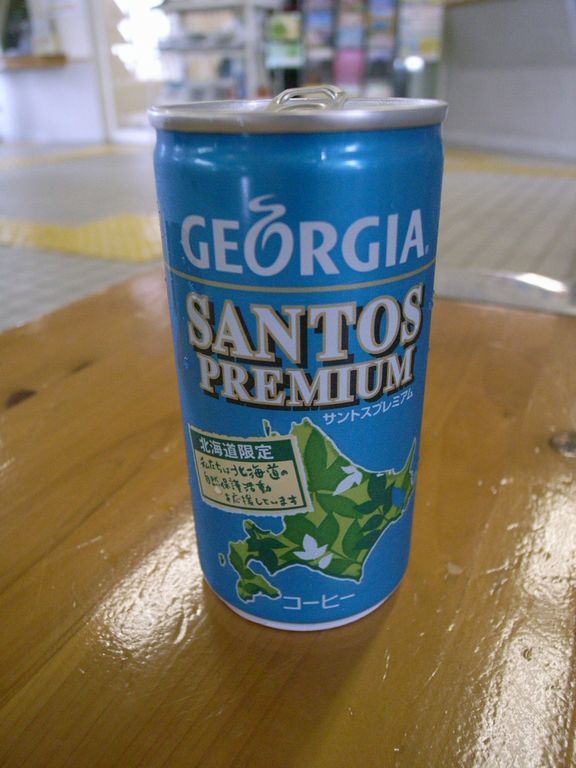 GEORGIA
SANTOS
PREMIUM
サントスプレミアム
北海道限定
私たちは北海道の
自然保護活動
を応援しています
コーヒー